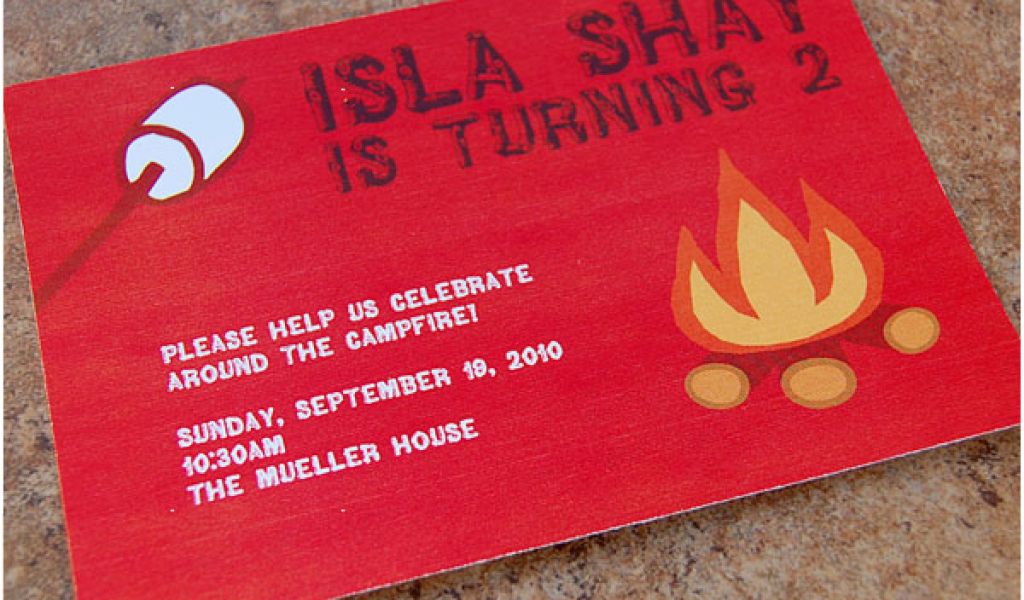 ISLA SHAY
IS TURNING 2
PLEASE HELP US CELEBRATE
AROUND THE CAMPFIRE!
SUNDAY, SEPTEMBER 19, 2010
10:30AM
THE MUELLER HOUSE